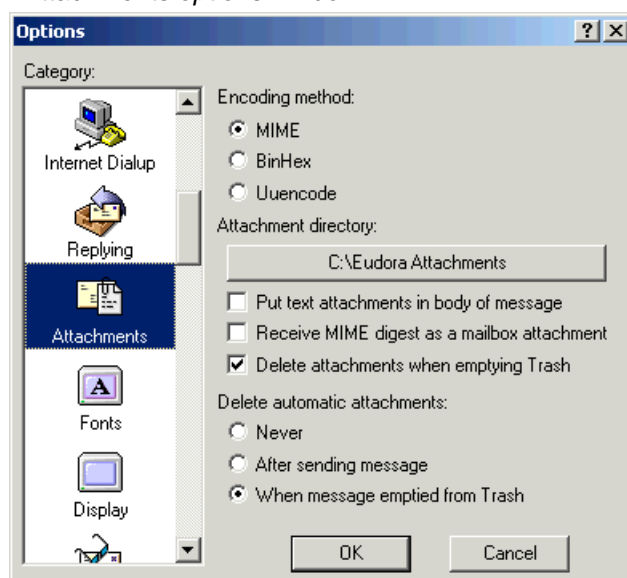 Options
Category:
Internet Dialup
Replying
Attachments
Fonts
Display
Encoding method:
MIME
BinHex
Uuencode
Attachment directory:
C:\Eudora Attachments
Put text attachments in body of message
Receive MIME digest as a mailbox attachment
Delete attachments when emptying Trash
Delete automatic attachments:
Never
After sending message
When message emptied from Trash
OK
Cancel